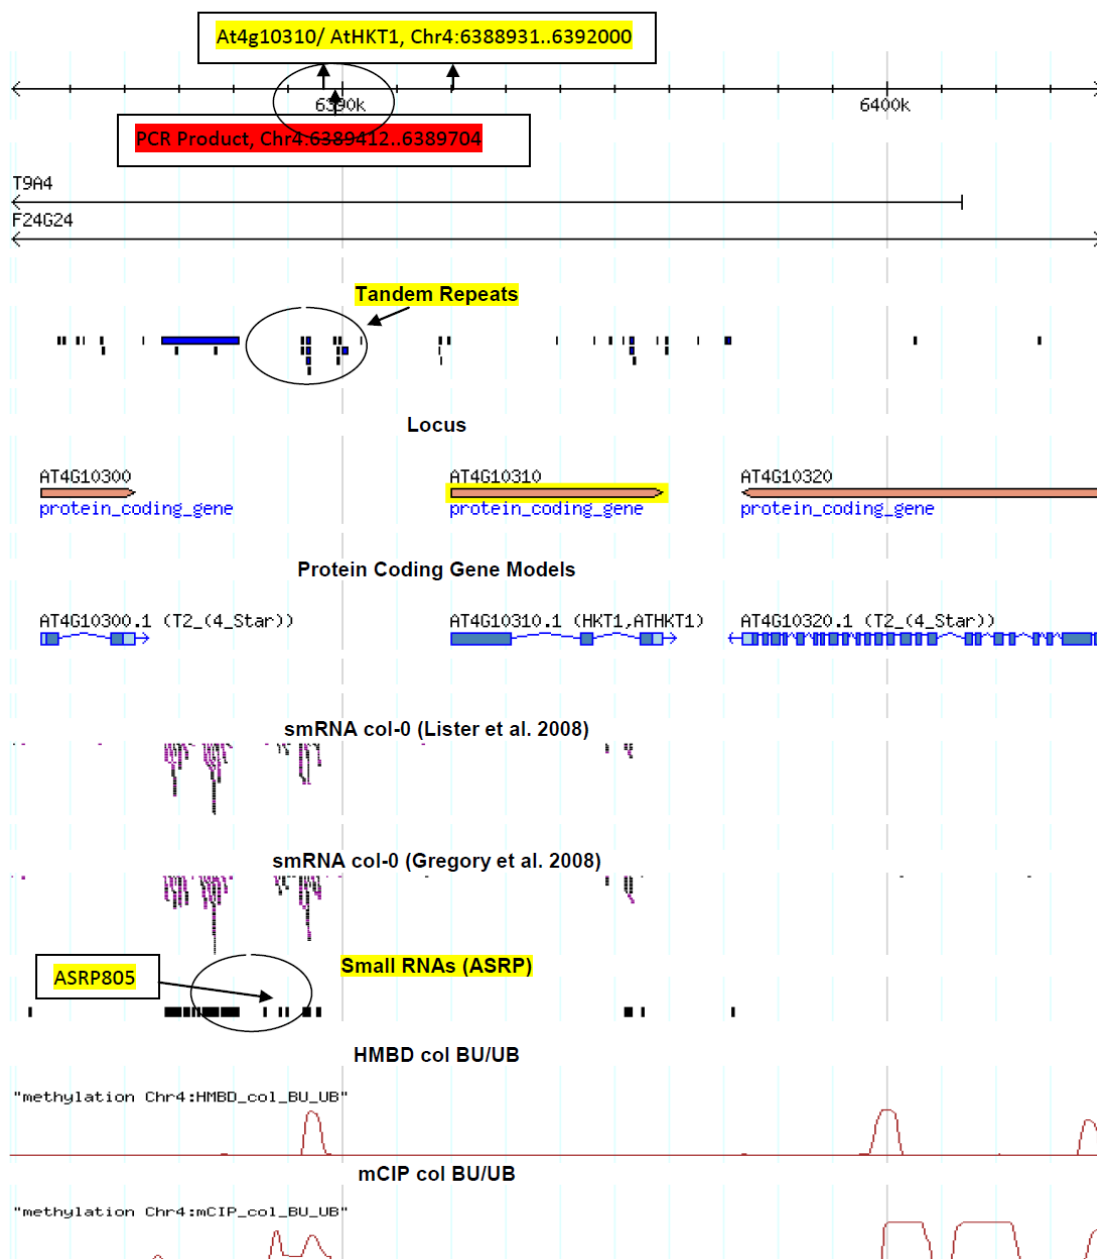 At4g10310/ AtHKT1, Chr4:6388931..6392000
6390k
6400k
PCR Product, Chr4:6389412..6389704
T9A4
F24G24
Tandem Repeats
Locus
AT4G10300
AT4G10310
AT4G10320
protein_coding_gene
protein_coding_gene
protein_coding_gene
Protein Coding Gene Models
AT4G10300.1 (T2_(4_Star))
AT4G10310.1 (HKT1,ATHKT1)
AT4G10320.1 (T2_(4_Star))
smRNA col-0 (Lister et al. 2008)
smRNA col-0 (Gregory et al. 2008)
Small RNAs (ASRP)
ASRP805
HMBD col BU/UB
"methylation Chr4:HMBD_col_BU_UB"
mCIP col BU/UB
"methylation Chr4:mCIP_col_BU_UB"